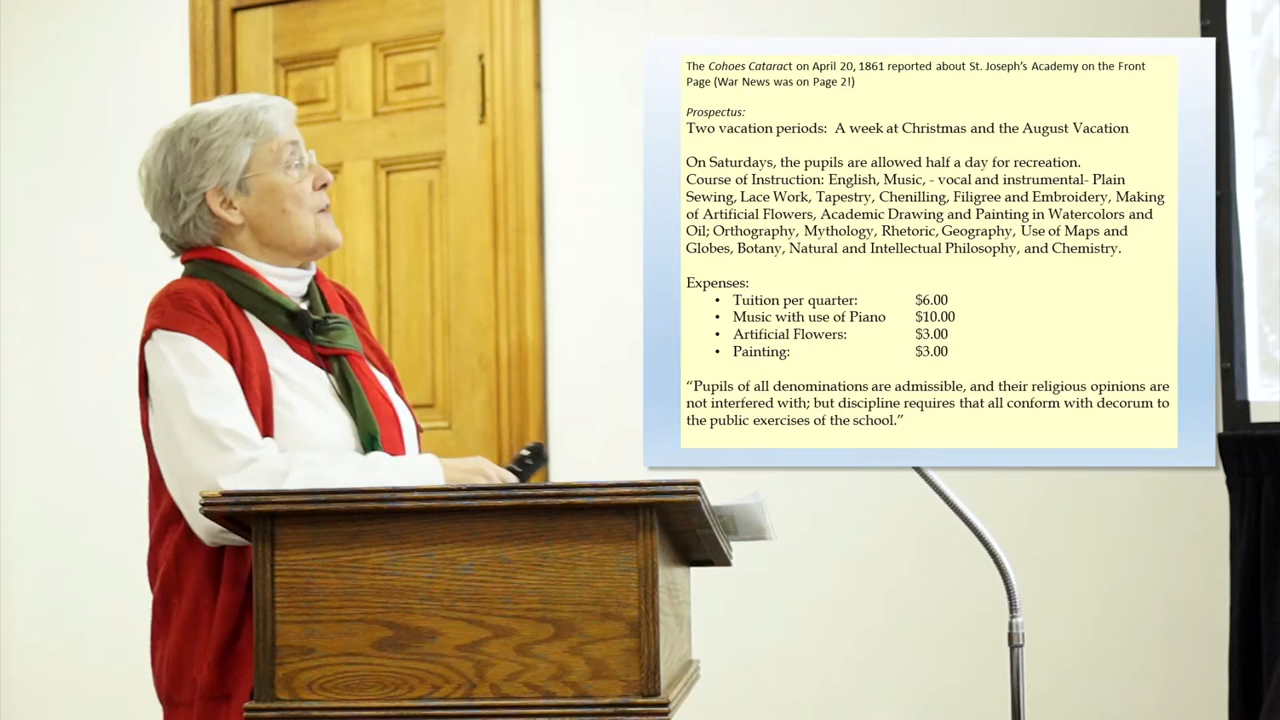 The Cohoes Cataract on April 20, 1861 reported about St. Joseph's Academy on the Front
Page (War News was on Page 2!)
Prospectus:
Two vacation periods: A week at Christmas and the August Vacation
On Saturdays, the pupils are allowed half a day for recreation.
Course of Instruction: English, Music, - vocal and instrumental- Plain
Sewing, Lace Work, Tapestry, Chenilling, Filigree and Embroidery, Making
of Artificial Flowers, Academic Drawing and Painting in Watercolors and
Oil; Orthography, Mythology, Rhetoric, Geography, Use of Maps and
Globes, Botany, Natural and Intellectual Philosophy, and Chemistry.
Expenses:
• Tuition per quarter: $6.00
• Music with use of Piano $10.00
• Artificial Flowers: $3.00
• Painting: $3.00
“Pupils of all denominations are admissible, and their religious opinions are
not interfered with; but discipline requires that all conform with decorum to
the public exercises of the school.”